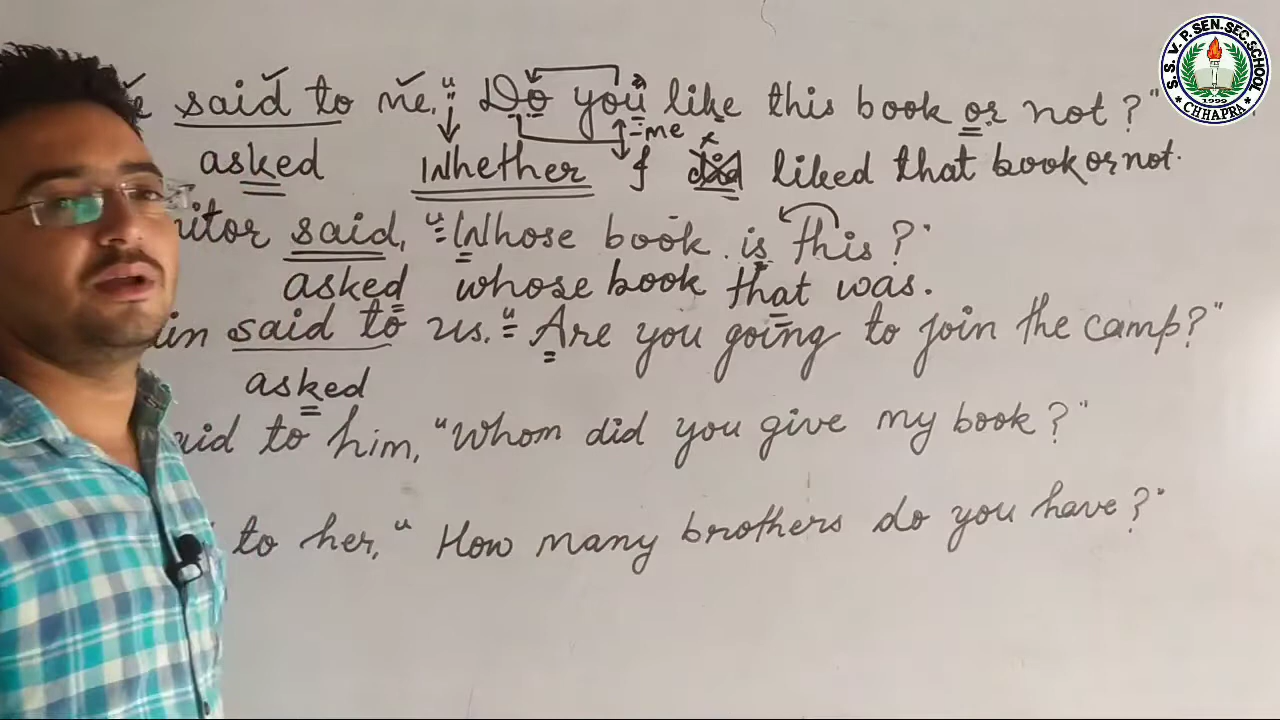 said to me. " Do you like this book or not?"
= me
asked Whether I did liked that book or not.
nitor said, "Whose book is this?"
asked whose book that was.
said to us. " Are you going to join the camp?"
asked
to him, "Whom did you give my book?"
to her, " How many brothers do you have?"
S. S. V. P. SEN. SEC. SCHOOL
1999
CHHAPRA